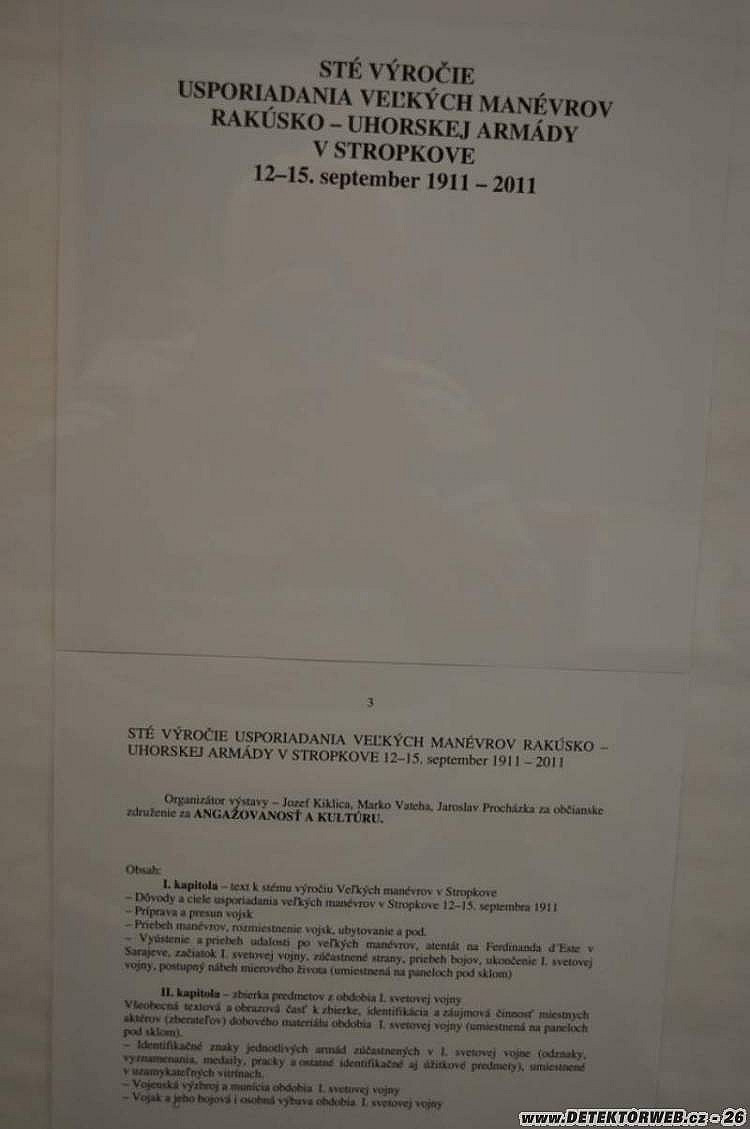 STÉ VÝROČIE
USPORIADANIA VEĽKÝCH MANÉVROV
RAKÚSKO – UHORSKEJ ARMÁDY
V STROPKOVE
12–15. september 1911 – 2011
3
STÉ VÝROČIE USPORIADANIA VEĽKÝCH MANÉVROV RAKÚSKO –
UHORSKEJ ARMÁDY V STROPKOVE 12–15. september 1911 – 2011
Organizátor výstavy – Jozef Kiklica, Marko Vateha, Jaroslav Procházka za občianske
združenie za ANGAŽOVANOSŤ A KULTÚRU.
Obsah:
I. kapitola – text k stému výročiu Veľkých manévrov v Stropkove
– Dôvody a ciele usporiadania veľkých manévrov v Stropkove 12–15. septembra 1911
– Príprava a presun vojsk
– Priebeh manévrov, rozmiestnenie vojsk, ubytovanie a pod.
– Vyústenie a priebeh udalosti po veľkých manévrov, atentát na Ferdinanda d'Este v
Sarajeve, začiatok I. svetovej vojny, zúčastnené strany, priebeh bojov, ukončenie I. svetovej
vojny, postupný nábeh mierového života (umiestnená na paneloch pod sklom)
II. kapitola – zbierka predmetov z obdobia I. svetovej vojny
Všeobecná textová a obrazová časť k zbierke, identifikácia a záujmová činnosť miestnych
aktérov (zberateľov) dobového materiálu obdobia I. svetovej vojny (umiestnená na paneloch
pod sklom).
– Identifikačné znaky jednotlivých armád zúčastnených v I. svetovej vojne (odznaky,
vyznamenania, medaily, pracky a ostatné identifikačné aj úžitkové predmety), umiestnené
v uzamykateľných vitrínach.
– Vojenská výzbroj a munícia obdobia I. svetovej vojny
– Vojak a jeho bojová i osobná výbava obdobia I. svetovej vojny
www.DETEKTORWEB.cz - 26